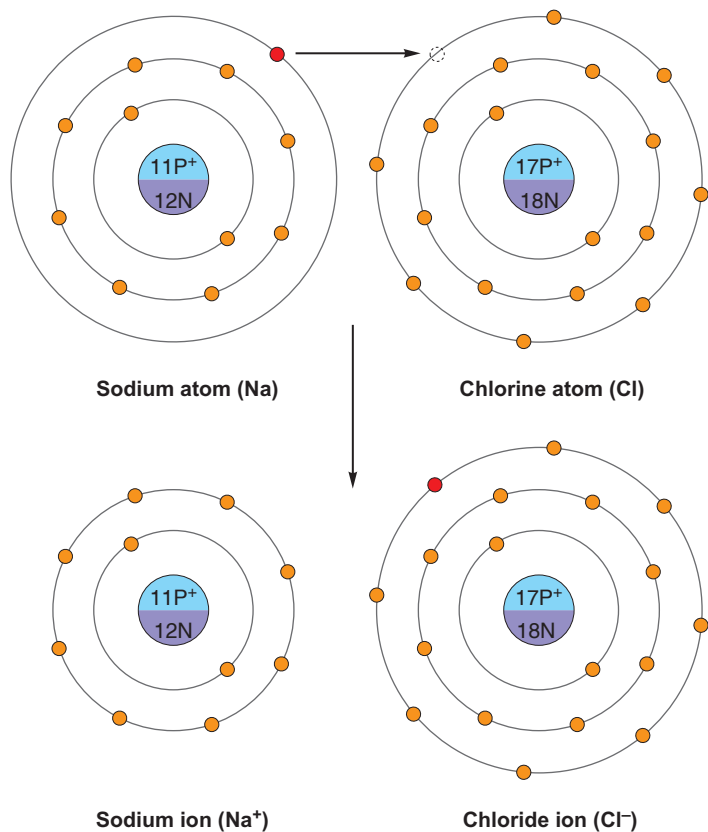 11P⁺
12N
17P⁺
18N
Sodium atom (Na)
Chlorine atom (Cl)
11P⁺
12N
17P⁺
18N
Sodium ion (Na⁺)
Chloride ion (Cl⁻)